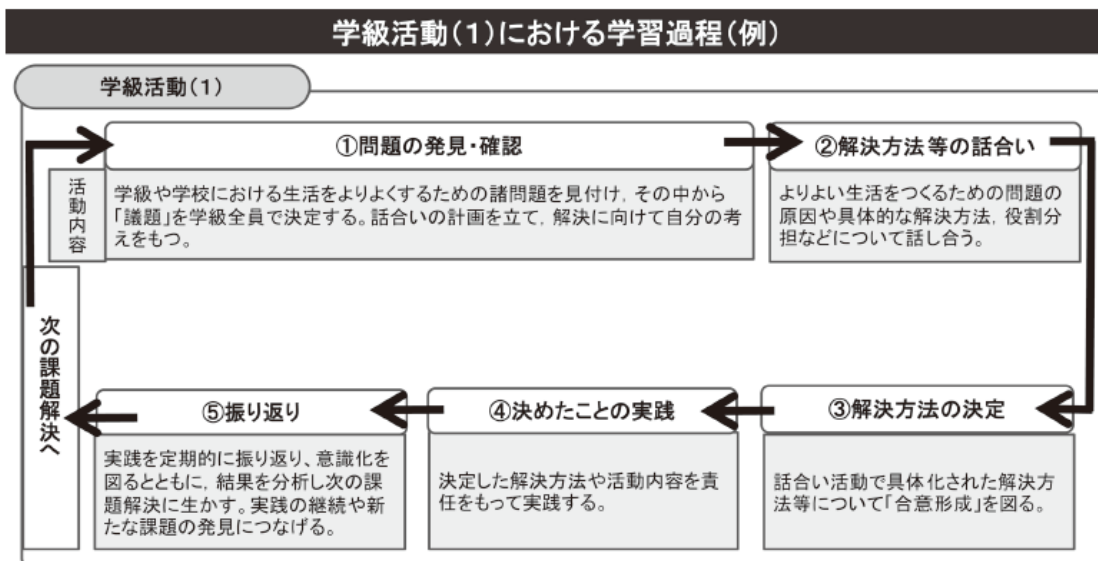 学級活動(1)における学習過程(例)
学級活動(1)
①問題の発見・確認
活動内容
学級や学校における生活をよりよくするための諸問題を見付け,その中から
「議題」を学級全員で決定する。話合いの計画を立て,解決に向けて自分の考
えをもつ。
②解決方法等の話合い
よりよい生活をつくるための問題の
原因や具体的な解決方法,役割分
担などについて話し合う。
③解決方法の決定
話合い活動で具体化された解決方
法等について「合意形成」を図る。
④決めたことの実践
決定した解決方法や活動内容を責
任をもって実践する。
⑤振り返り
実践を定期的に振り返り、意識化を
図るとともに,結果を分析し次の課
題解決に生かす。実践の継続や新
たな課題の発見につなげる。
次の課題解決へ